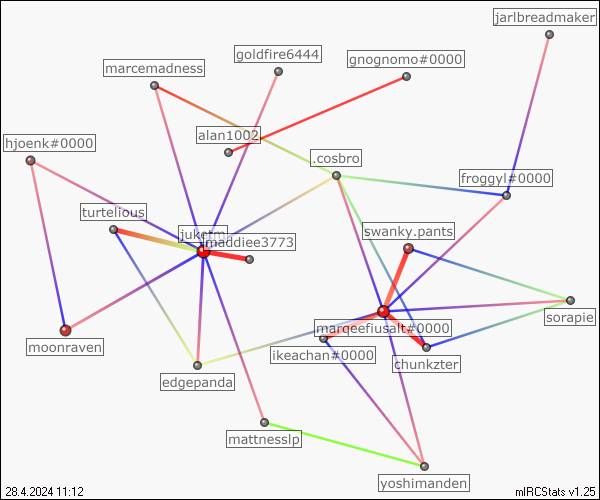 jarlbreadmaker
goldfire6444
gnognomo#0000
marcemadness
alan1002
hjoenk#0000
.cosbro
froggyl#0000
turtelious
swanky.pants
maddiee3773
sorapie
marqeefiusalt#0000
moonraven
ikeachan#0000
chunkzter
edgepanda
mattnesslp
yoshimanden
28.4.2024 11:12
mIRCStats v1.25